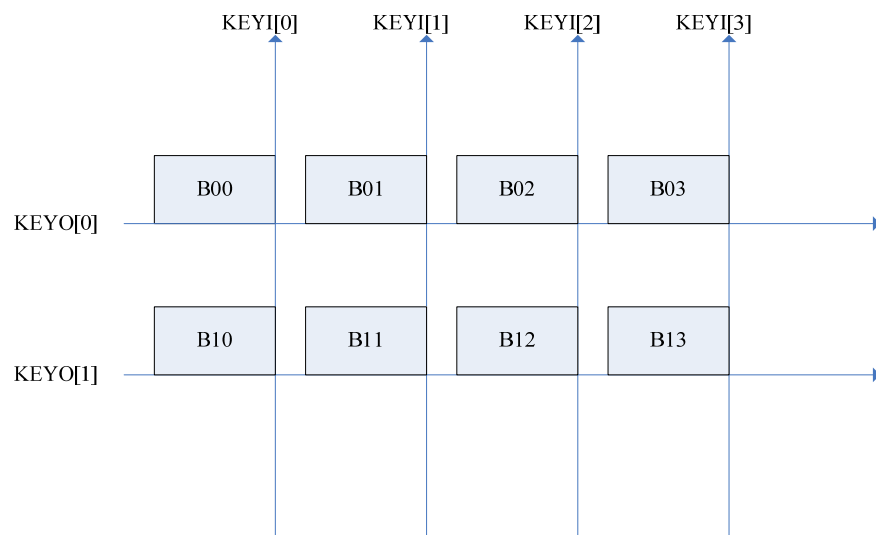 KEYI[0] KEYI[1] KEYI[2] KEYI[3]
B00 B01 B02 B03
KEYO[0]
B10 B11 B12 B13
KEYO[1]